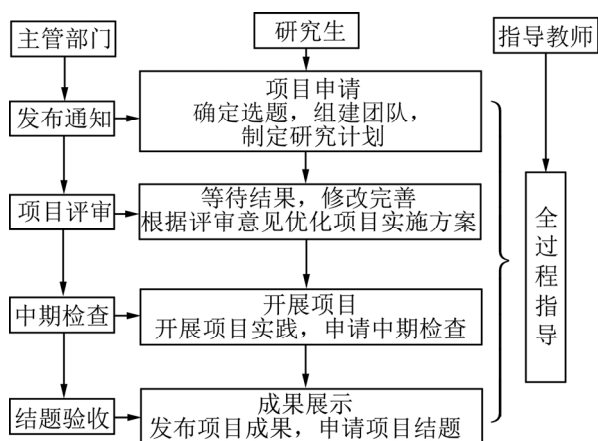 主管部门
研究生
指导教师
发布通知
项目申请
确定选题，组建团队，
制定研究计划
项目评审
等待结果，修改完善
根据评审意见优化项目实施方案
中期检查
开展项目
开展项目实践，申请中期检查
结题验收
成果展示
发布项目成果，申请项目结题
全过程指导